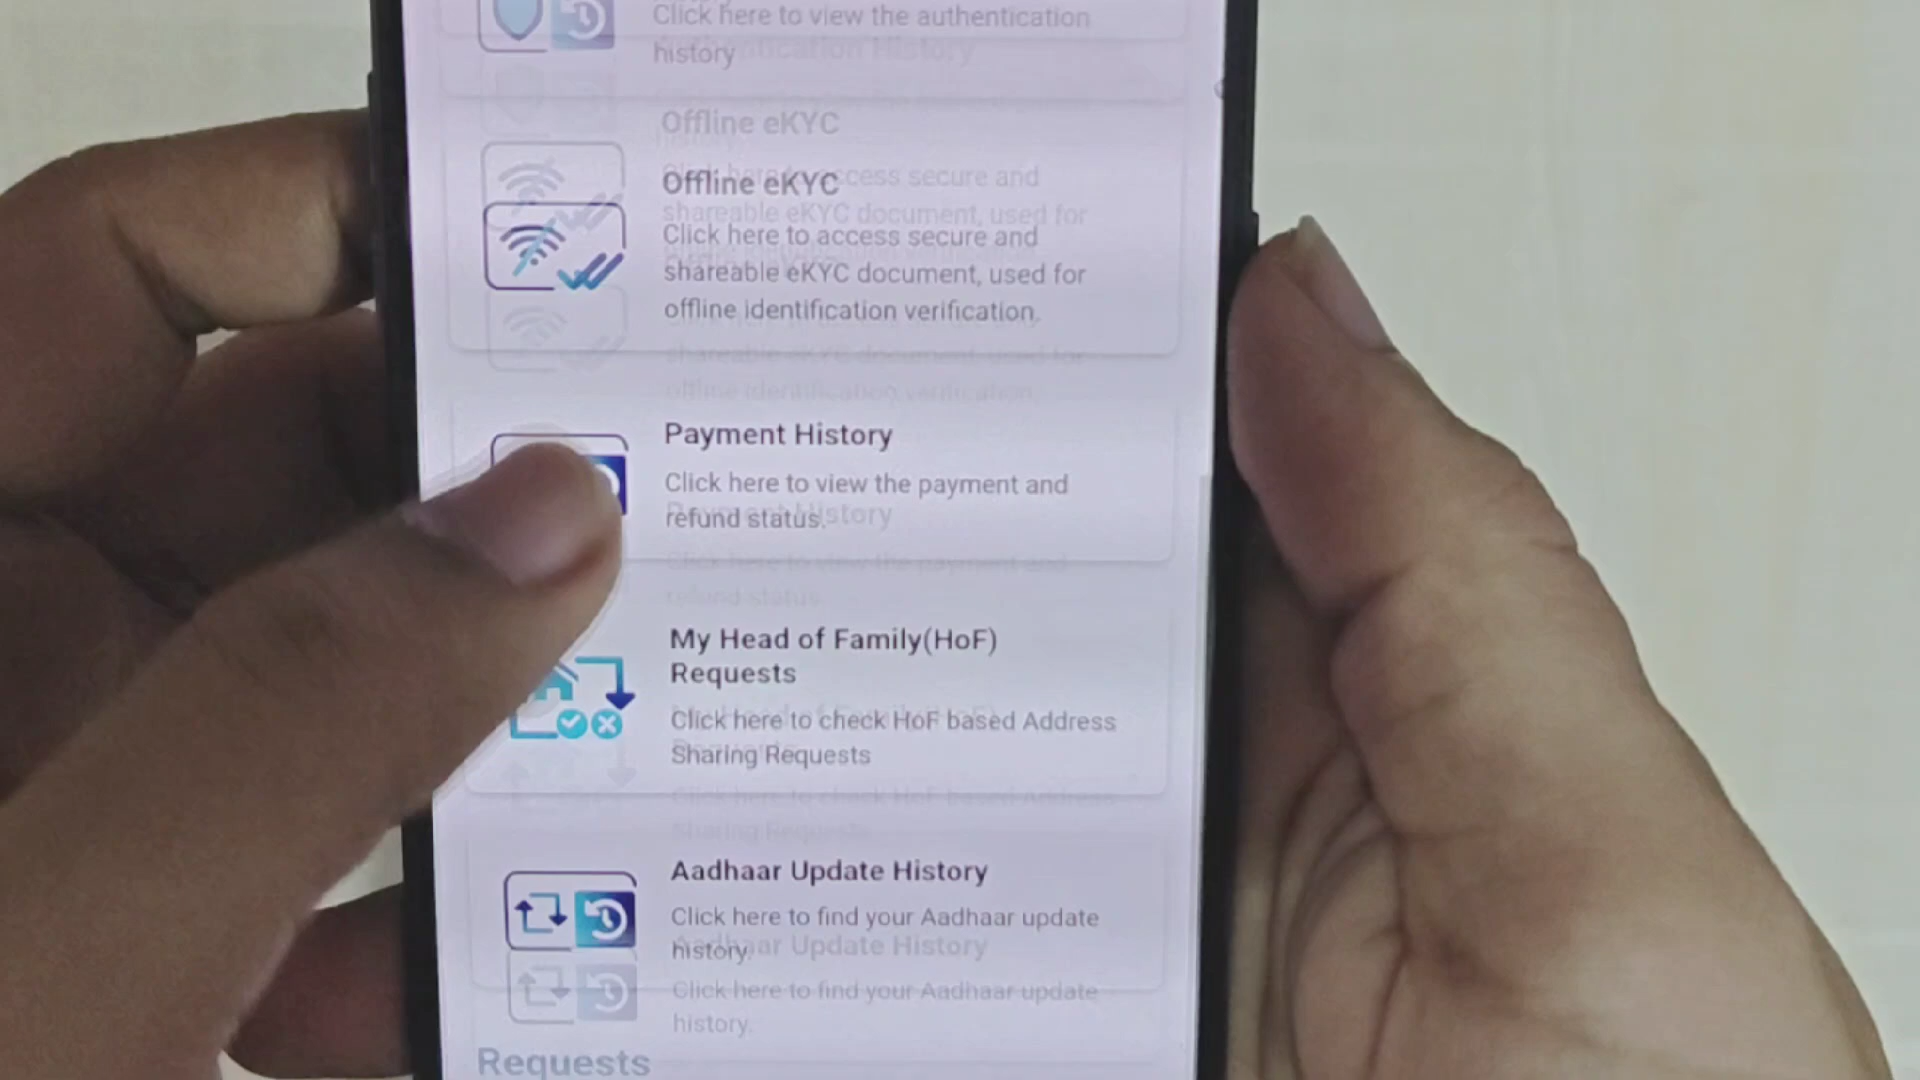 Click here to view the authentication
history
Offline eKYC
Click here to access secure and
shareable eKYC document, used for
offline identification verification.
Payment History
Click here to view the payment and
refund status.
My Head of Family(HoF)
Requests
Click here to check HoF based Address
Sharing Requests
Aadhaar Update History
Click here to find your Aadhaar update
history.
Requests